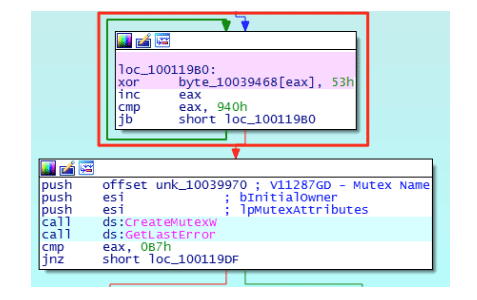 loc_100119B0:
xor byte_10039468[eax], 53h
inc eax
cmp eax, 940h
jb short loc_100119B0
push offset unk_10039970 ; V11287GD - Mutex Name
push esi ; bInitialOwner
push esi ; lpMutexAttributes
call ds:CreateMutexW
call ds:GetLastError
cmp eax, 0B7h
jnz short loc_100119DF